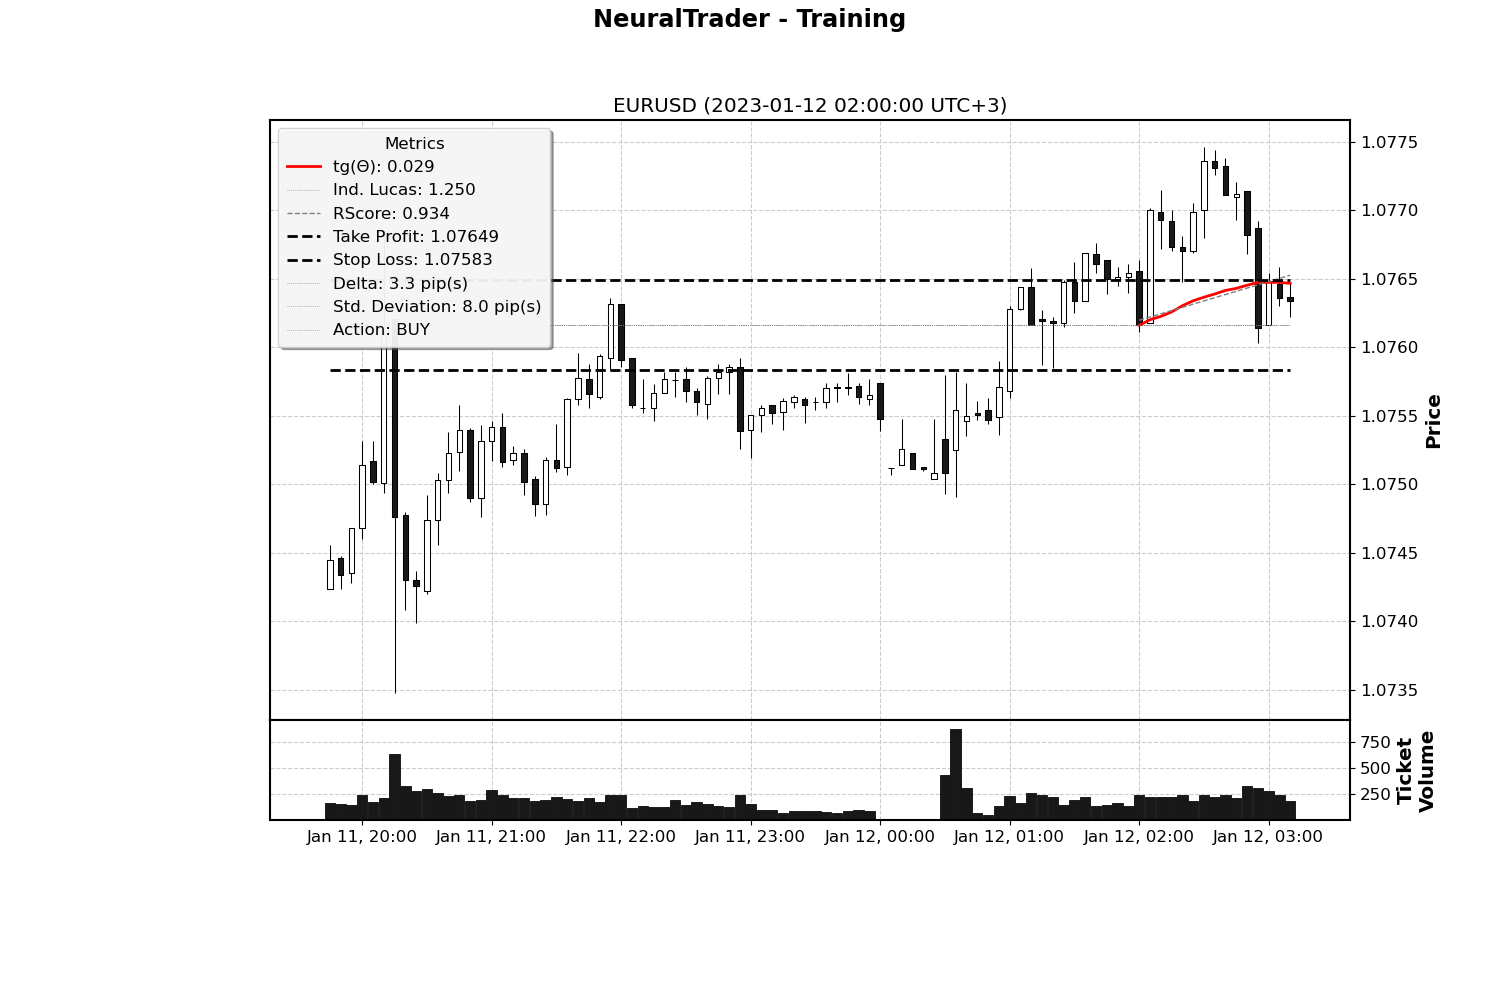 NeuralTrader - Training
EURUSD (2023-01-12 02:00:00 UTC+3)
Metrics
tg(Θ): 0.029
Ind. Lucas: 1.250
RScore: 0.934
Take Profit: 1.07649
Stop Loss: 1.07583
Delta: 3.3 pip(s)
Std. Deviation: 8.0 pip(s)
Action: BUY
1.0775
1.0770
1.0765
1.0760
1.0755
1.0750
1.0745
1.0740
1.0735
Price
750
500
250
Ticket
Volume
Jan 11, 20:00 Jan 11, 21:00 Jan 11, 22:00 Jan 11, 23:00 Jan 12, 00:00 Jan 12, 01:00 Jan 12, 02:00 Jan 12, 03:00